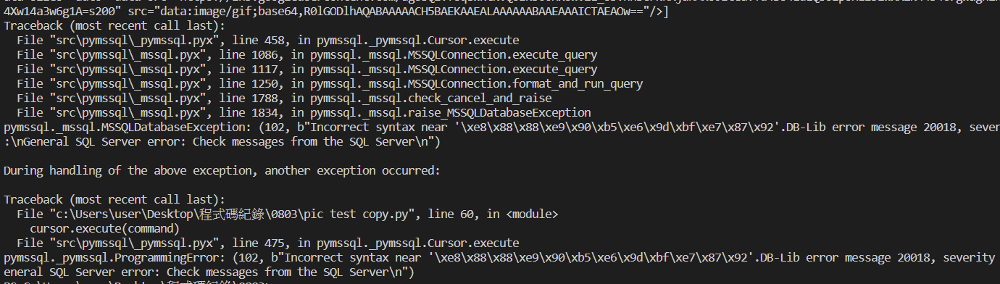 4Xw14a3w6g1A=s200" src="data:image/gif;base64,R0lGODlhAQABAAAAACH5BAEKAAEALAAAAAABAAEAAAICTAEAOw=="/>]
Traceback (most recent call last):
  File "src\pymssql\_pymssql.pyx", line 458, in pymssql._pymssql.Cursor.execute
  File "src\pymssql\_mssql.pyx", line 1086, in pymssql._mssql.MSSQLConnection.execute_query
  File "src\pymssql\_mssql.pyx", line 1117, in pymssql._mssql.MSSQLConnection.execute_query
  File "src\pymssql\_mssql.pyx", line 1250, in pymssql._mssql.MSSQLConnection.format_and_run_query
  File "src\pymssql\_mssql.pyx", line 1788, in pymssql._mssql.check_cancel_and_raise
  File "src\pymssql\_mssql.pyx", line 1834, in pymssql._mssql.raise_MSSQLDatabaseException
pymssql._mssql.MSSQLDatabaseException: (102, b"Incorrect syntax near '\xe8\x88\x88\xe9\x90\xb5\xe6\x9d\xbf\xe7\x87\x92'.DB-Lib error message 20018, sever
:\nGeneral SQL Server error: Check messages from the SQL Server\n")
During handling of the above exception, another exception occurred:
Traceback (most recent call last):
  File "c:\Users\user\Desktop\程式碼紀錄\0803\pic test copy.py", line 60, in <module>
    cursor.execute(command)
  File "src\pymssql\_pymssql.pyx", line 475, in pymssql._pymssql.Cursor.execute
pymssql._pymssql.ProgrammingError: (102, b"Incorrect syntax near '\xe8\x88\x88\xe9\x90\xb5\xe6\x9d\xbf\xe7\x87\x92'.DB-Lib error message 20018, severity
eneral SQL Server error: Check messages from the SQL Server\n")